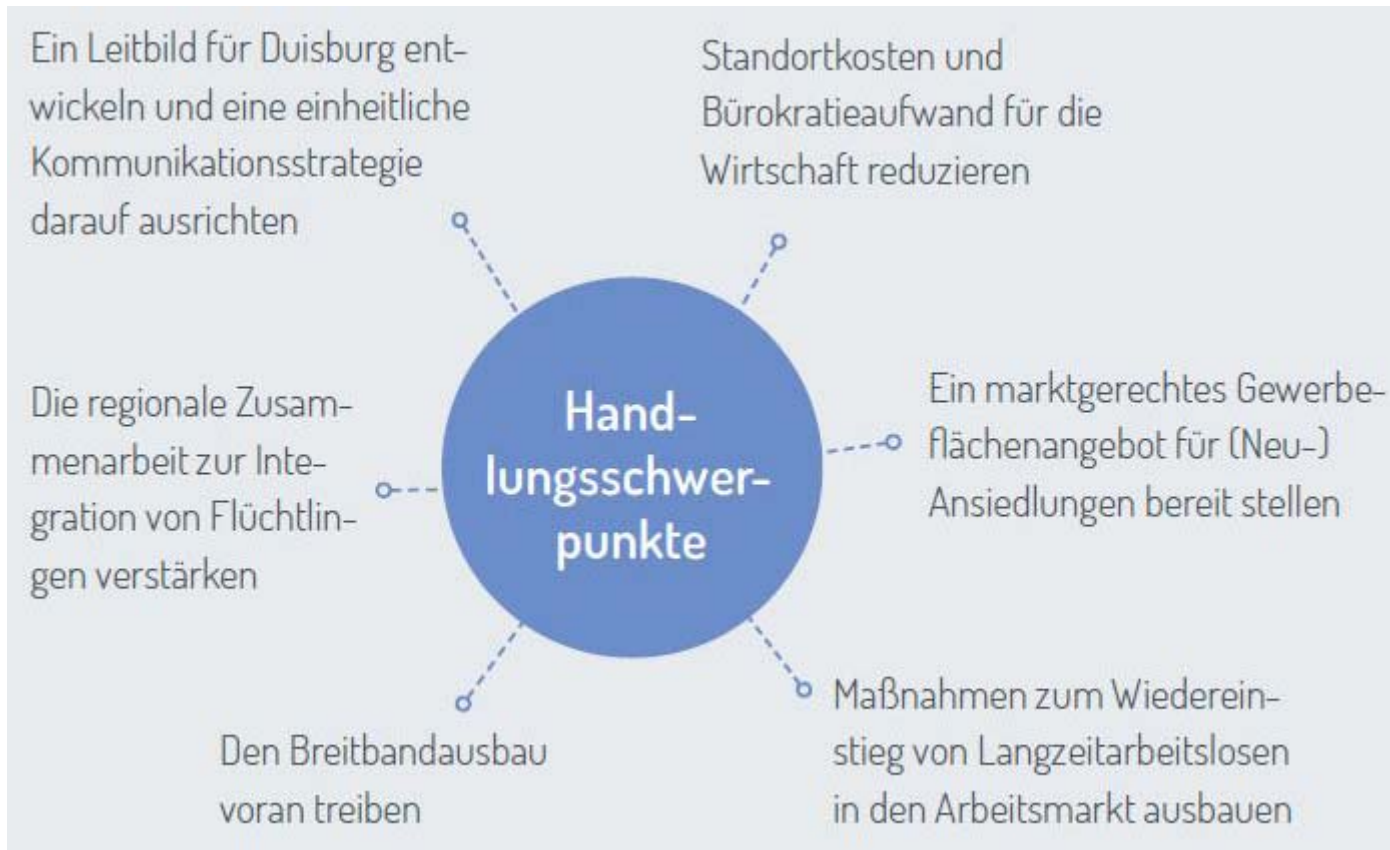 Ein Leitbild für Duisburg ent-
wickeln und eine einheitliche
Kommunikationsstrategie
darauf ausrichten
Standortkosten und
Bürokratieaufwand für die
Wirtschaft reduzieren
Die regionale Zusam-
menarbeit zur Inte-
gration von Flüchtlin-
gen verstärken
Hand-
lungsschwer-
punkte
Ein marktgerechtes Gewerbe-
flächenangebot für (Neu-)
Ansiedlungen bereit stellen
Den Breitbandausbau
voran treiben
Maßnahmen zum Wiederein-
stieg von Langzeitarbeitslosen
in den Arbeitsmarkt ausbauen